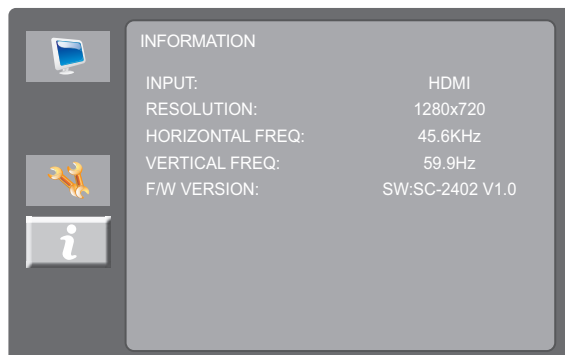 INFORMATION
INPUT: HDMI
RESOLUTION: 1280x720
HORIZONTAL FREQ: 45.6KHz
VERTICAL FREQ: 59.9Hz
F/W VERSION: SW:SC-2402 V1.0